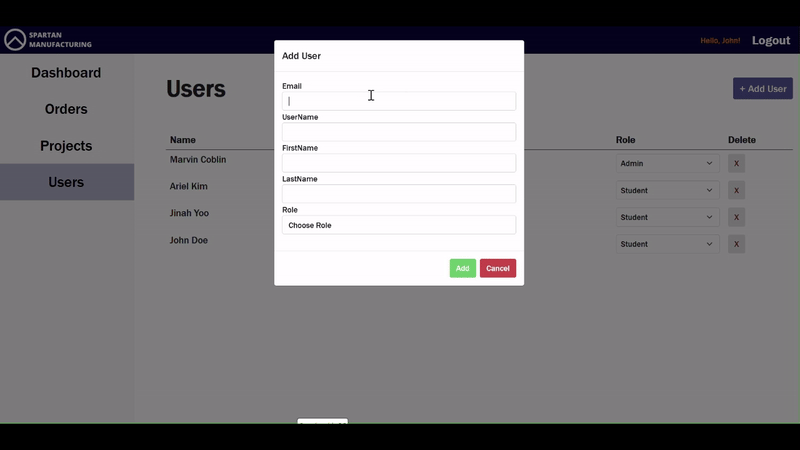 SPARTAN
MANUFACTURING
Hello, John!
Logout
Dashboard
Orders
Projects
Users
Users
+ Add User
Name
Role
Delete
Marvin Coblin
Admin
X
Ariel Kim
Student
X
Jinah Yoo
Student
X
John Doe
Student
X
Add User
Email
UserName
FirstName
LastName
Role
Choose Role
Add
Cancel